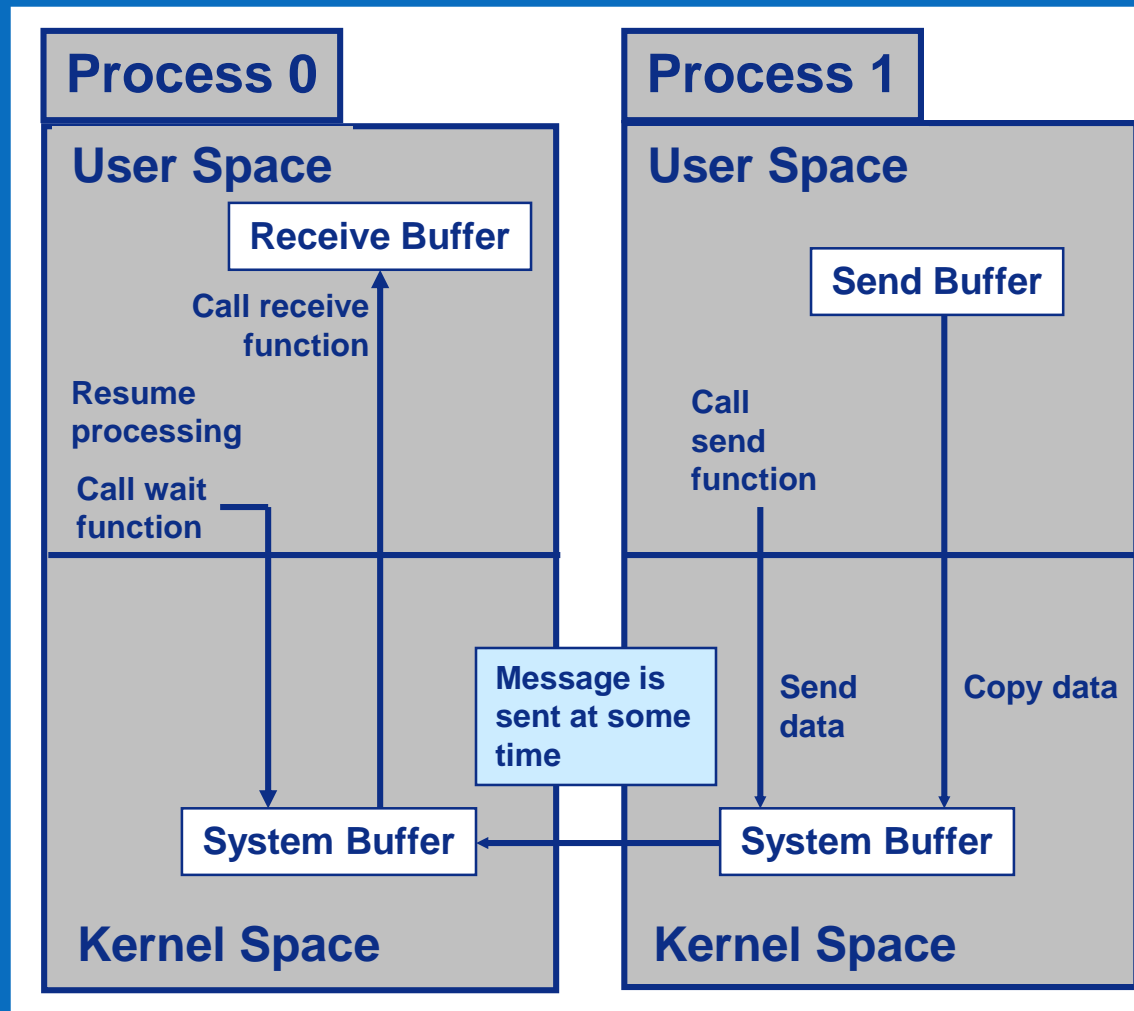 Process 0
User Space
Receive Buffer
Call receive
function
Resume
processing
Call wait
function
System Buffer
Kernel Space
Message is
sent at some
time
Process 1
User Space
Send Buffer
Call
send
function
Send
data
Copy data
System Buffer
Kernel Space